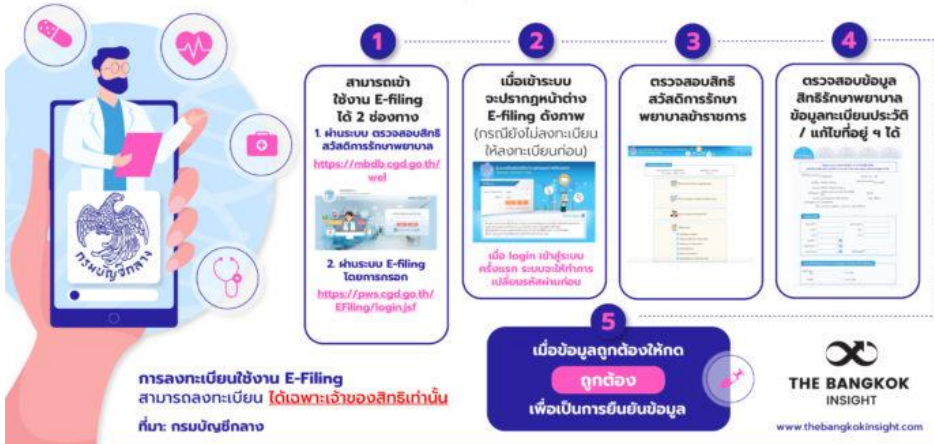 1
สามารถเข้า
ใช้งาน E-filing
ได้ 2 ช่องทาง
1. ผ่านระบบ ตรวจสอบสิทธิ
สวัสดิการรักษาพยาบาล
https://mbdb.cgd.go.th/
wel
2. ผ่านระบบ E-filing
โดยการกรอก
https://pws.cgd.go.th/
EFiling/login.jsf
2
เมื่อเข้าระบบ
จะปรากฏหน้าต่าง
E-filing ดังภาพ
(กรณียังไม่ลงทะเบียน
ให้ลงทะเบียนก่อน)
เมื่อ login เข้าสู่ระบบ
ครั้งแรก ระบบจะให้ทำการ
เปลี่ยนรหัสผ่านก่อน
3
ตรวจสอบสิทธิ
สวัสดิการรักษา
พยาบาลข้าราชการ
4
ตรวจสอบข้อมูล
สิทธิรักษาพยาบาล
ข้อมูลทะเบียนประวัติ
/ แก้ไขที่อยู่ ฯ ได้
5
เมื่อข้อมูลถูกต้องให้กด
ถูกต้อง
เพื่อเป็นการยืนยันข้อมูล
กรมบัญชีกลาง
การลงทะเบียนใช้งาน E-Filing
สามารถลงทะเบียน ได้เฉพาะเจ้าของสิทธิเท่านั้น
ที่มา: กรมบัญชีกลาง
THE BANGKOK
INSIGHT
www.thebangkokinsight.com